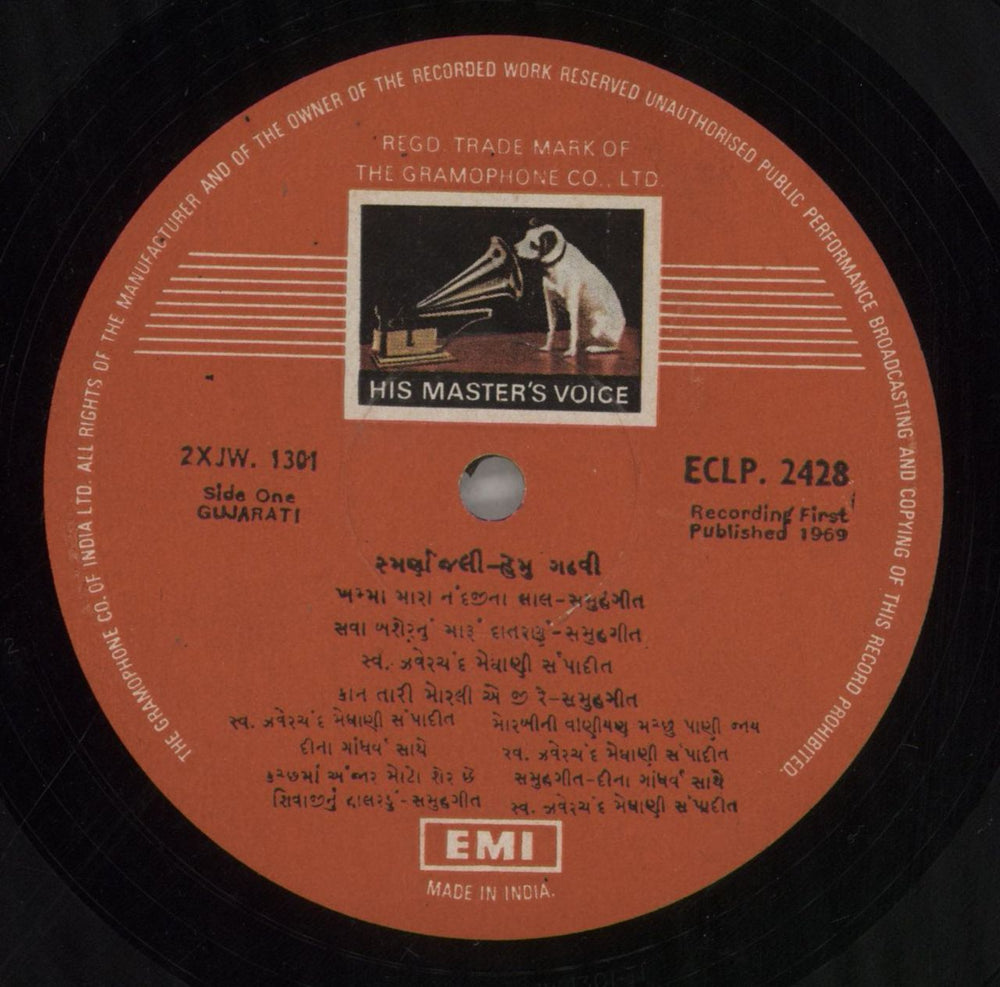 THE GRAMOPHONE CO. OF INDIA LTD. ALL RIGHTS OF THE MANUFACTURER AND OF THE OWNER OF THE RECORDED WORK RESERVED UNAUTHORISED PUBLIC PERFORMANCE BROADCASTING AND COPYING OF THIS RECORD PROHIBITED.
REGD. TRADE MARK OF
THE GRAMOPHONE CO., LTD
HIS MASTER'S VOICE
2XJW. 1301
Side One
GUJARATI
ECLP. 2428
Recording First
Published 1969
સ્મર્ણાંજલી-હેમુ ગઢવી
ખમ્મા મારા નંદજીના લાલ-સમુહગીત
સવા બશેરનું મારૂં દાતરડું-સમુહગીત
સ્વ. ઝવેરચંદ મેઘાણી સંપાદીત
કાન તારી મોરલી એ જી રે-સમુહગીત
સ્વ. ઝવેરચંદ મેઘાણી સંપાદીત
દીના ગાંધર્વ સાથે
કચ્છમાં અંજાર મોટા શેર છે
શિવાજીનું હાલરડું-સમુહગીત
મોરબીની વાણીયણ મચ્છુ પાણી જાય
સ્વ. ઝવેરચંદ મેઘાણી સંપાદીત
સમુહગીત-દીના ગાંધર્વ સાથે
સ્વ. ઝવેરચંદ મેઘાણી સંપાદીત
EMI
MADE IN INDIA.